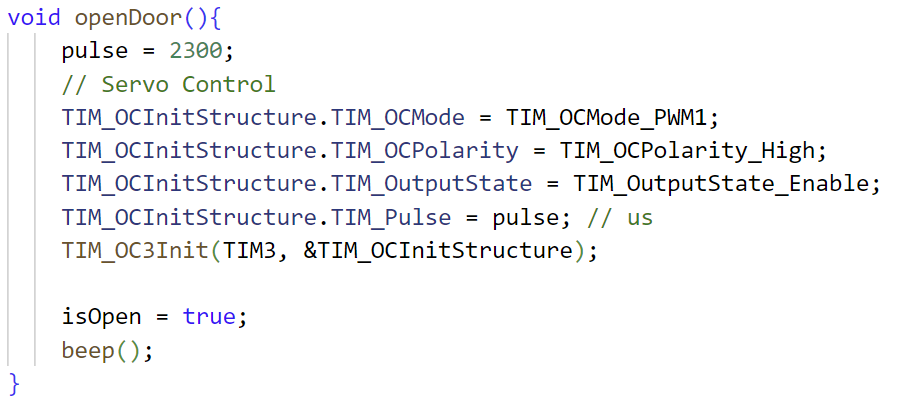 void openDoor(){
    pulse = 2300;
    // Servo Control
    TIM_OCInitStructure.TIM_OCMode = TIM_OCMode_PWM1;
    TIM_OCInitStructure.TIM_OCPolarity = TIM_OCPolarity_High;
    TIM_OCInitStructure.TIM_OutputState = TIM_OutputState_Enable;
    TIM_OCInitStructure.TIM_Pulse = pulse; // us
    TIM_OC3Init(TIM3, &TIM_OCInitStructure);

    isOpen = true;
    beep();
}